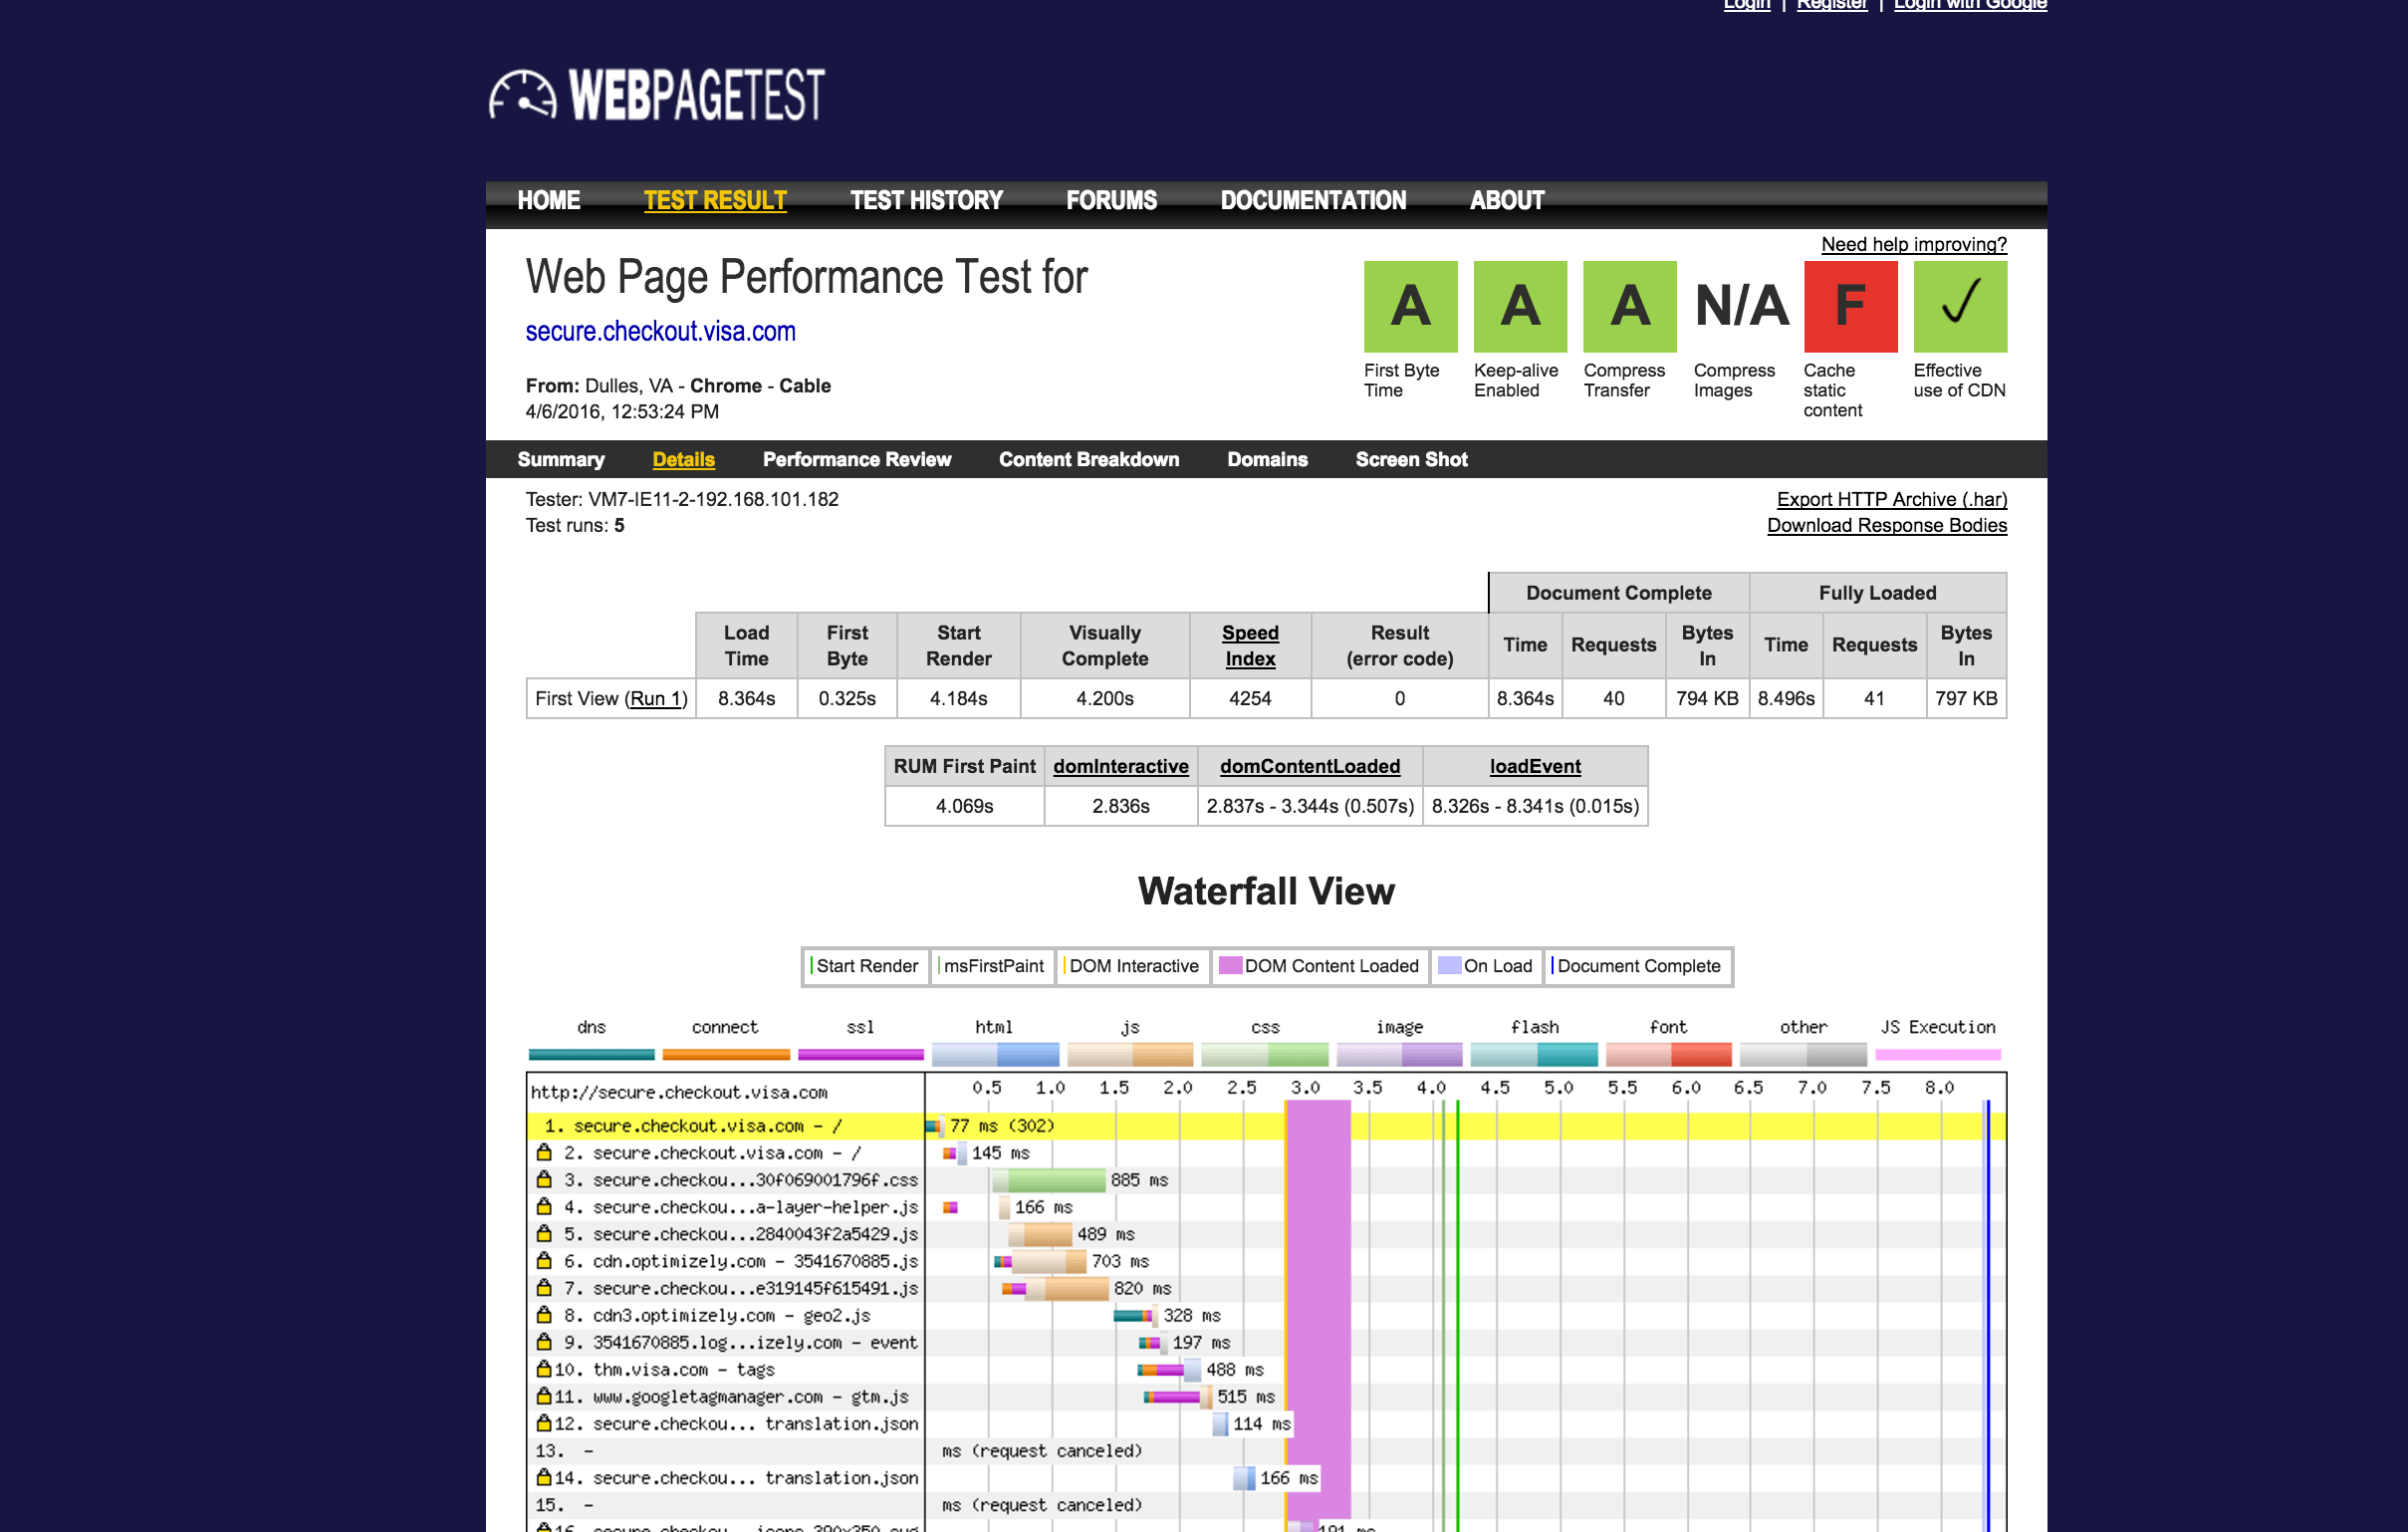 Login | Register | Login with Google
WEBPAGETEST
HOME TEST RESULT TEST HISTORY FORUMS DOCUMENTATION ABOUT
Need help improving?
Web Page Performance Test for
secure.checkout.visa.com
From: Dulles, VA - Chrome - Cable
4/6/2016, 12:53:24 PM
A A A N/A F ✓
First Byte Time
Keep-alive Enabled
Compress Transfer
Compress Images
Cache static content
Effective use of CDN
Summary Details Performance Review Content Breakdown Domains Screen Shot
Tester: VM7-IE11-2-192.168.101.182
Test runs: 5
Export HTTP Archive (.har)
Download Response Bodies
Document Complete Fully Loaded
Load Time First Byte Start Render Visually Complete Speed Index Result (error code) Time Requests Bytes In Time Requests Bytes In
First View (Run 1) 8.364s 0.325s 4.184s 4.200s 4254 0 8.364s 40 794 KB 8.496s 41 797 KB
RUM First Paint domInteractive domContentLoaded loadEvent
4.069s 2.836s 2.837s - 3.344s (0.507s) 8.326s - 8.341s (0.015s)
Waterfall View
Start Render msFirstPaint DOM Interactive DOM Content Loaded On Load Document Complete
dns connect ssl html js css image flash font other JS Execution
http://secure.checkout.visa.com 0.5 1.0 1.5 2.0 2.5 3.0 3.5 4.0 4.5 5.0 5.5 6.0 6.5 7.0 7.5 8.0
1. secure.checkout.visa.com - / 77 ms (302)
2. secure.checkout.visa.com - / 145 ms
3. secure.checkou...30f069001796f.css 885 ms
4. secure.checkou...a-layer-helper.js 166 ms
5. secure.checkou...2840043f2a5429.js 489 ms
6. cdn.optimizely.com - 3541670885.js 703 ms
7. secure.checkou...e319145f615491.js 820 ms
8. cdn3.optimizely.com - geo2.js 328 ms
9. 3541670885.log...izely.com - event 197 ms
10. thm.visa.com - tags 488 ms
11. www.googletagmanager.com - gtm.js 515 ms
12. secure.checkou... translation.json 114 ms
13. - ms (request canceled)
14. secure.checkou... translation.json 166 ms
15. - ms (request canceled)